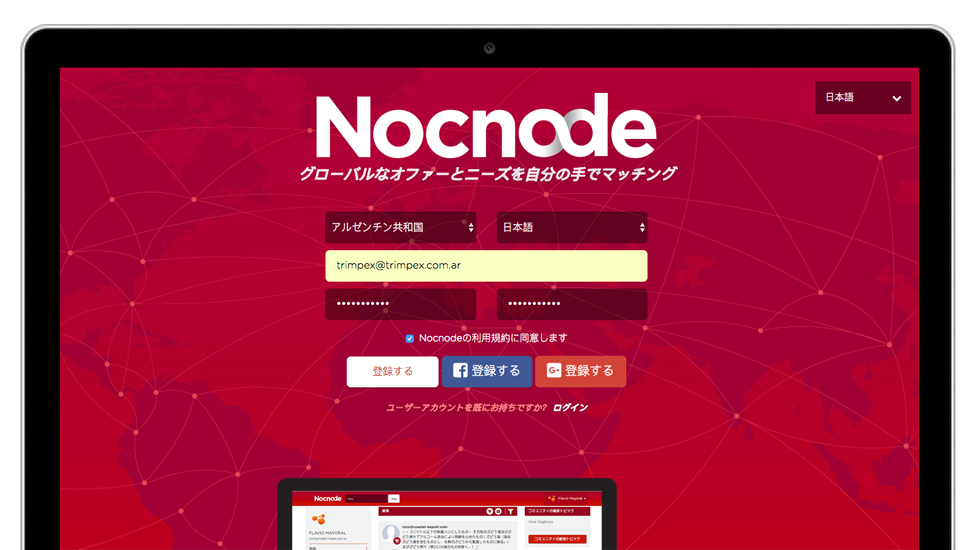 日本語
Nocnode
グローバルなオファーとニーズを自分の手でマッチング
アルゼンチン共和国 日本語
trimpex@trimpex.com.ar
••••••••••• •••••••••••
Nocnodeの利用規約に同意します
登録する 登録する G+ 登録する
ユーザーアカウントを既にお持ちですか? ログイン
Nocnode Flavio Mayoral
コミュニティの最新トピック
FLAVIO MAYORAL
Vino Orgánico
コミュニティの最新トピック